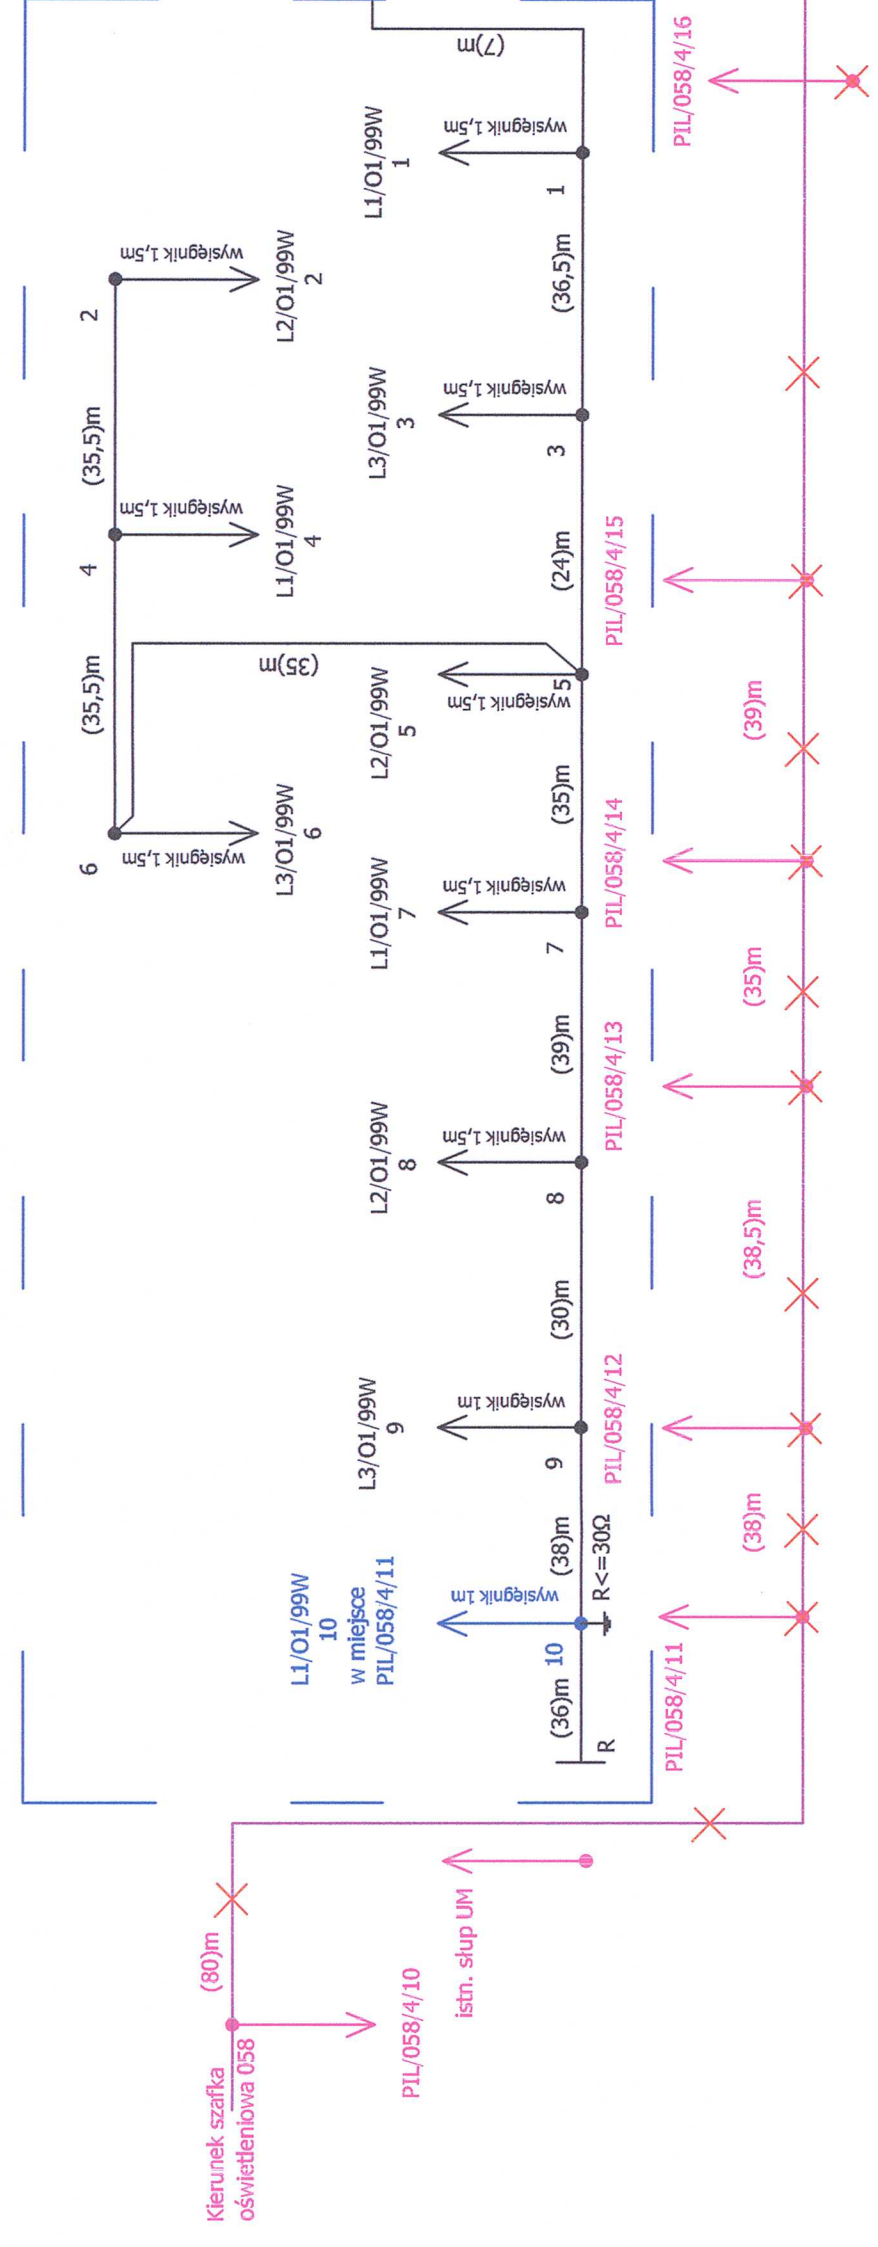 (7)m
PIL/058/4/16
wysięgnik 1,5m
L1/O1/99W
1
1
(36,5)m
wysięgnik 1,5m
L2/O1/99W
2
2
(35,5)m
wysięgnik 1,5m
L3/O1/99W
3
3
(24)m
wysięgnik 1,5m
L1/O1/99W
4
4
(35,5)m
(35)m
PIL/058/4/15
wysięgnik 1,5m
L2/O1/99W
5
5
(35)m
(39)m
wysięgnik 1,5m
L3/O1/99W
6
6
PIL/058/4/14
wysięgnik 1,5m
L1/O1/99W
7
7
(39)m
(35)m
PIL/058/4/13
wysięgnik 1,5m
L2/O1/99W
8
8
(30)m
(38,5)m
PIL/058/4/12
wysięgnik 1m
L3/O1/99W
9
9
(38)m
(38)m
R<=30Ω
wysięgnik 1m
L1/O1/99W
10
w miejsce
PIL/058/4/11
10
(36)m
R
PIL/058/4/11
istn. słup UM
(80)m
PIL/058/4/10
Kierunek szafka
oświetleniowa 058